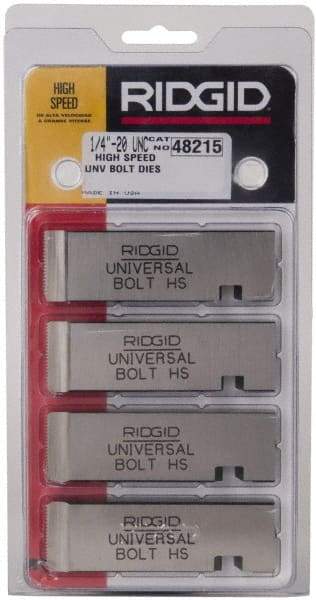 HIGH
SPEED
DE ALTA VELOCIDAD
A GRANDE VITESSE
RIDGID
1/4"-20 UNC CAT NO 48215
HIGH SPEED
UNV BOLT DIES
MADE IN USA
RIDGID
UNIVERSAL
BOLT HS
RIDGID
UNIVERSAL
BOLT HS
RIDGID
UNIVERSAL
BOLT HS
RIDGID
UNIVERSAL
BOLT HS